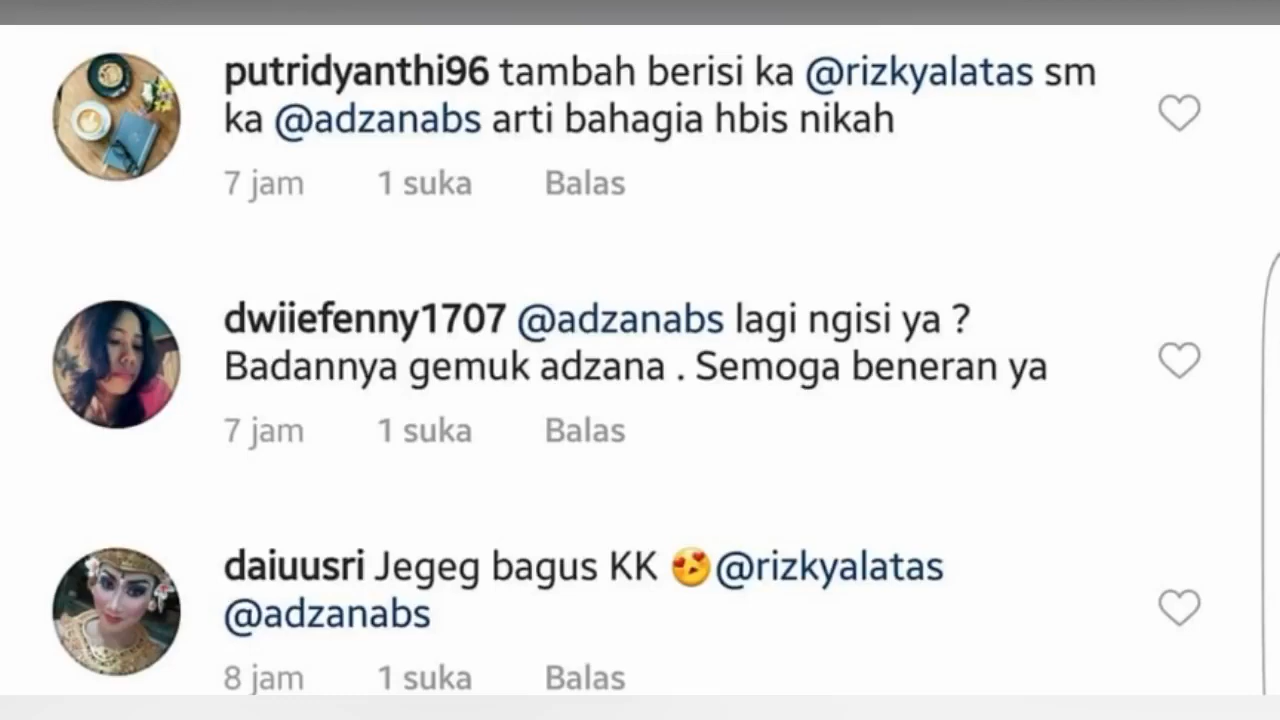 putridyanthi96 tambah berisi ka @rizkyalatas sm
ka @adzanabs arti bahagia hbis nikah
7 jam 1 suka Balas
dwiiefenny1707 @adzanabs lagi ngisi ya ?
Badannya gemuk adzana . Semoga beneran ya
7 jam 1 suka Balas
daiuusri Jegeg bagus KK 😍@rizkyalatas
@adzanabs
8 jam 1 suka Balas